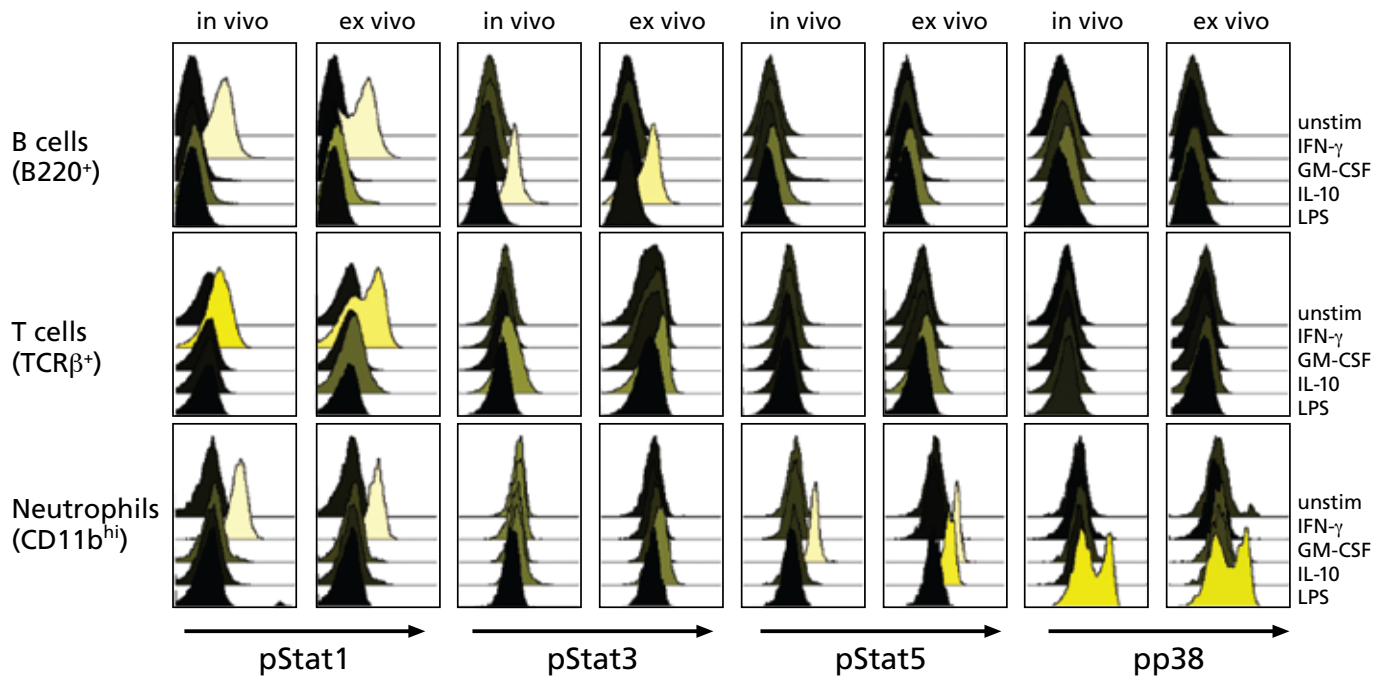 in vivo ex vivo in vivo ex vivo in vivo ex vivo in vivo ex vivo
B cells
(B220⁺)
unstim
IFN-γ
GM-CSF
IL-10
LPS
T cells
(TCRβ⁺)
unstim
IFN-γ
GM-CSF
IL-10
LPS
Neutrophils
(CD11bʰⁱ)
unstim
IFN-γ
GM-CSF
IL-10
LPS
pStat1 pStat3 pStat5 pp38